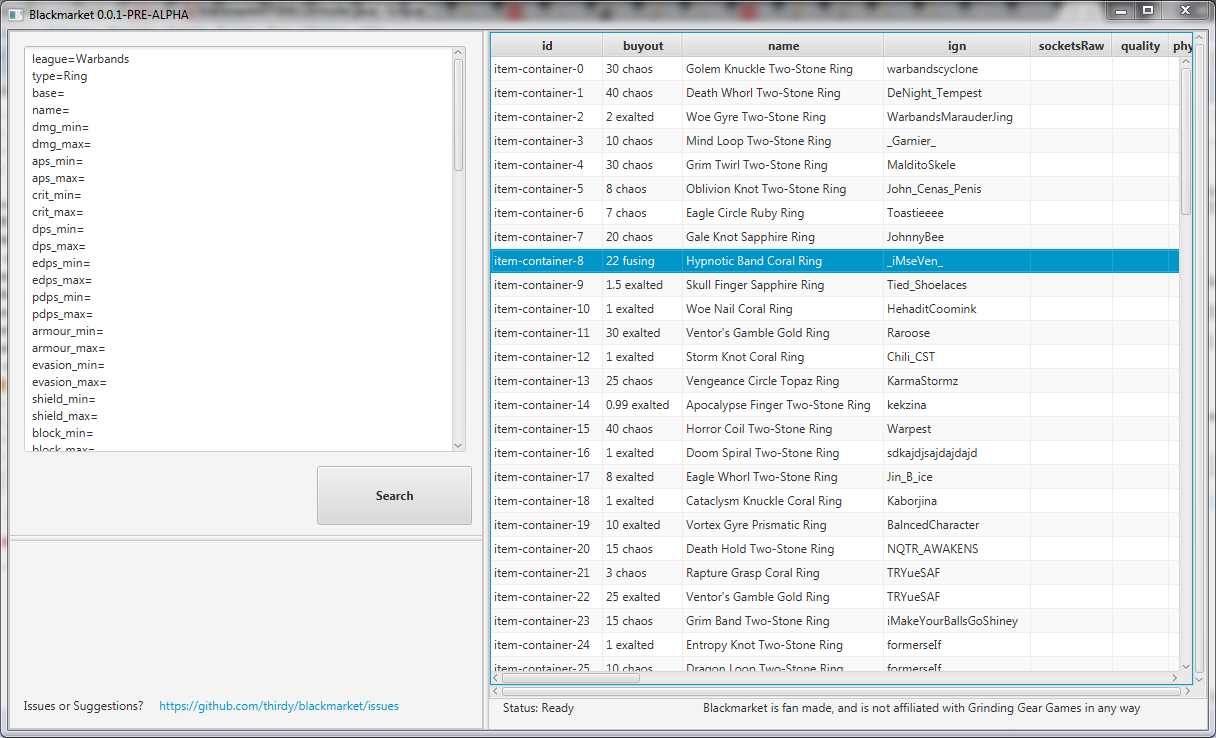 Blackmarket 0.0.1-PRE-ALPHA
league=Warbands
type=Ring
base=
name=
dmg_min=
dmg_max=
aps_min=
aps_max=
crit_min=
crit_max=
dps_min=
dps_max=
edps_min=
edps_max=
pdps_min=
pdps_max=
armour_min=
armour_max=
evasion_min=
evasion_max=
shield_min=
shield_max=
block_min=
block_max=
Search
Issues or Suggestions? https://github.com/thirdy/blackmarket/issues
id buyout name ign socketsRaw quality phy
item-container-0 30 chaos Golem Knuckle Two-Stone Ring warbandscyclone
item-container-1 40 chaos Death Whorl Two-Stone Ring DeNight_Tempest
item-container-2 2 exalted Woe Gyre Two-Stone Ring WarbandsMarauderJing
item-container-3 10 chaos Mind Loop Two-Stone Ring _Garnier_
item-container-4 30 chaos Grim Twirl Two-Stone Ring MalditoSkele
item-container-5 8 chaos Oblivion Knot Two-Stone Ring John_Cenas_Penis
item-container-6 7 chaos Eagle Circle Ruby Ring Toastieeee
item-container-7 20 chaos Gale Knot Sapphire Ring JohnnyBee
item-container-8 22 fusing Hypnotic Band Coral Ring _iMseVen_
item-container-9 1.5 exalted Skull Finger Sapphire Ring Tied_Shoelaces
item-container-10 1 exalted Woe Nail Coral Ring HehaditCoomink
item-container-11 30 exalted Ventor's Gamble Gold Ring Raroose
item-container-12 1 exalted Storm Knot Coral Ring Chili_CST
item-container-13 25 chaos Vengeance Circle Topaz Ring KarmaStormz
item-container-14 0.99 exalted Apocalypse Finger Two-Stone Ring kekzina
item-container-15 40 chaos Horror Coil Two-Stone Ring Warpest
item-container-16 1 exalted Doom Spiral Two-Stone Ring sdkajdjsajdajdajd
item-container-17 8 exalted Eagle Whorl Two-Stone Ring Jin_B_ice
item-container-18 1 exalted Cataclysm Knuckle Coral Ring Kaborjina
item-container-19 10 exalted Vortex Gyre Prismatic Ring BalncedCharacter
item-container-20 15 chaos Death Hold Two-Stone Ring NQTR_AWAKENS
item-container-21 3 chaos Rapture Grasp Coral Ring TRYueSAF
item-container-22 25 exalted Ventor's Gamble Gold Ring TRYueSAF
item-container-23 15 chaos Grim Band Two-Stone Ring iMakeYourBallsGoShiney
item-container-24 1 exalted Entropy Knot Two-Stone Ring formerself
item-container-25 10 chaos Dragon Loop Two-Stone Ring formerself
Status: Ready Blackmarket is fan made, and is not affiliated with Grinding Gear Games in any way